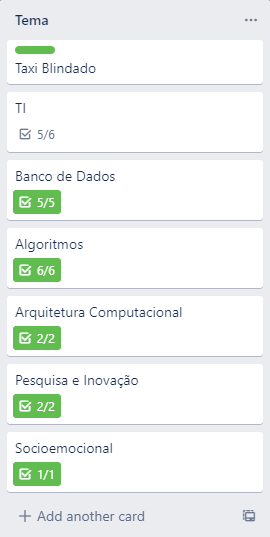 Tema
Taxi Blindado
TI
5/6
Banco de Dados
5/5
Algoritmos
6/6
Arquitetura Computacional
2/2
Pesquisa e Inovação
2/2
Socioemocional
1/1
+ Add another card